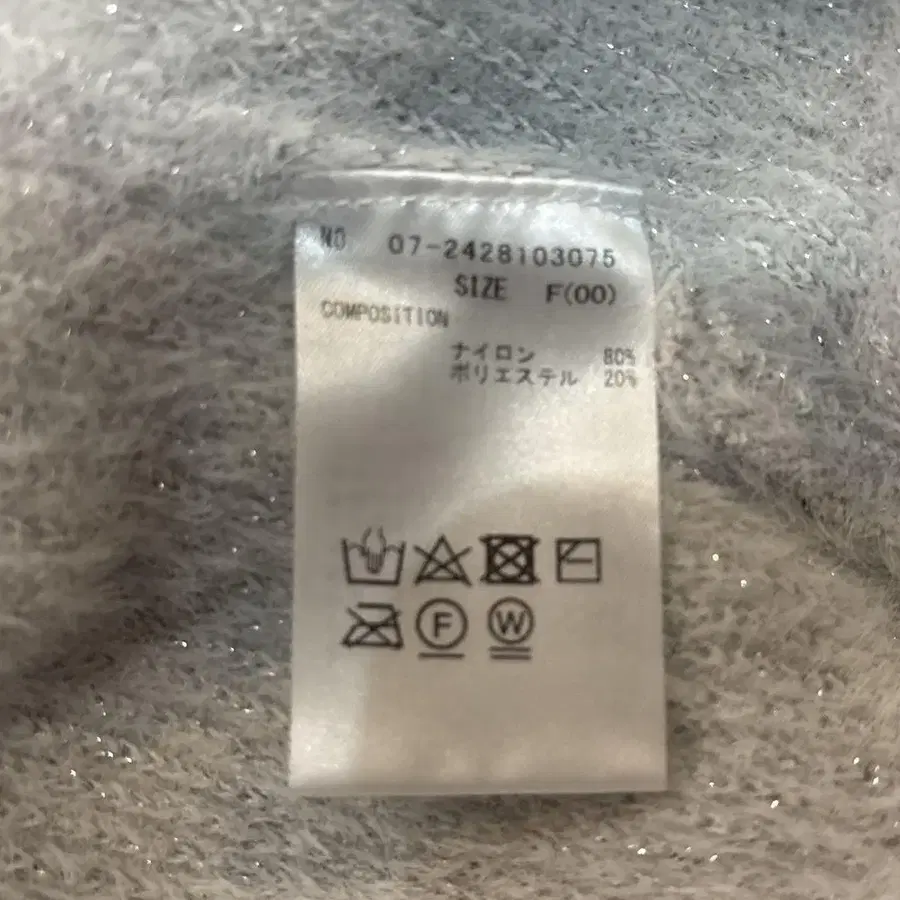 NO 07-2428103075
SIZE F(00)
COMPOSITION
ナイロン 80%
ポリエステル 20%
F W